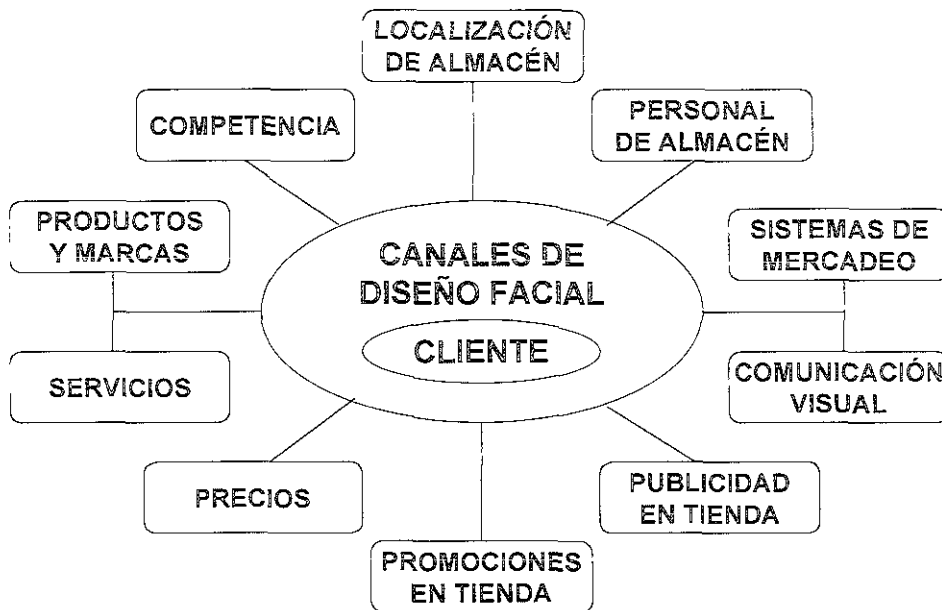 LOCALIZACIÓN
DE ALMACÉN
COMPETENCIA
PERSONAL
DE ALMACÉN
PRODUCTOS
Y MARCAS
CANALES DE
DISEÑO FACIAL
CLIENTE
SISTEMAS DE
MERCADEO
SERVICIOS
COMUNICACIÓN
VISUAL
PRECIOS
PUBLICIDAD
EN TIENDA
PROMOCIONES
EN TIENDA